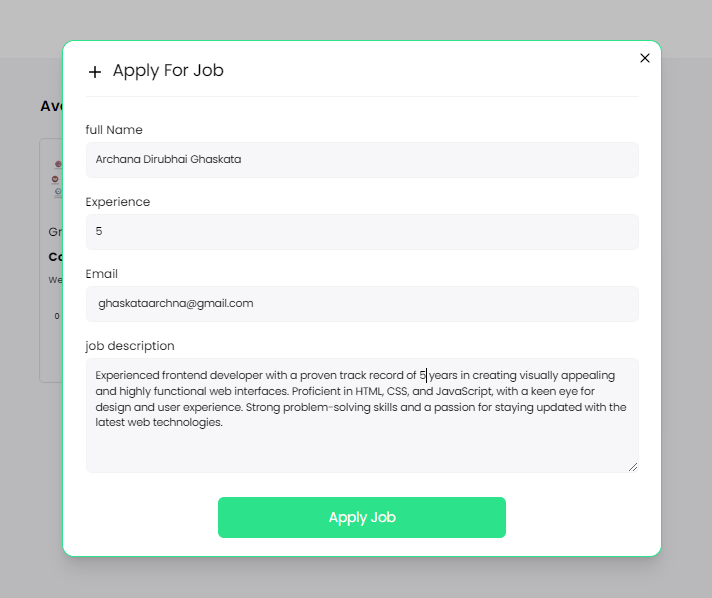 Apply For Job
full Name
Archana Dirubhai Ghaskata
Experience
5
Email
ghaskataarchna@gmail.com
job description
Experienced frontend developer with a proven track record of 5 years in creating visually appealing
and highly functional web interfaces. Proficient in HTML, CSS, and JavaScript, with a keen eye for
design and user experience. Strong problem-solving skills and a passion for staying updated with the
latest web technologies.
Apply Job
0